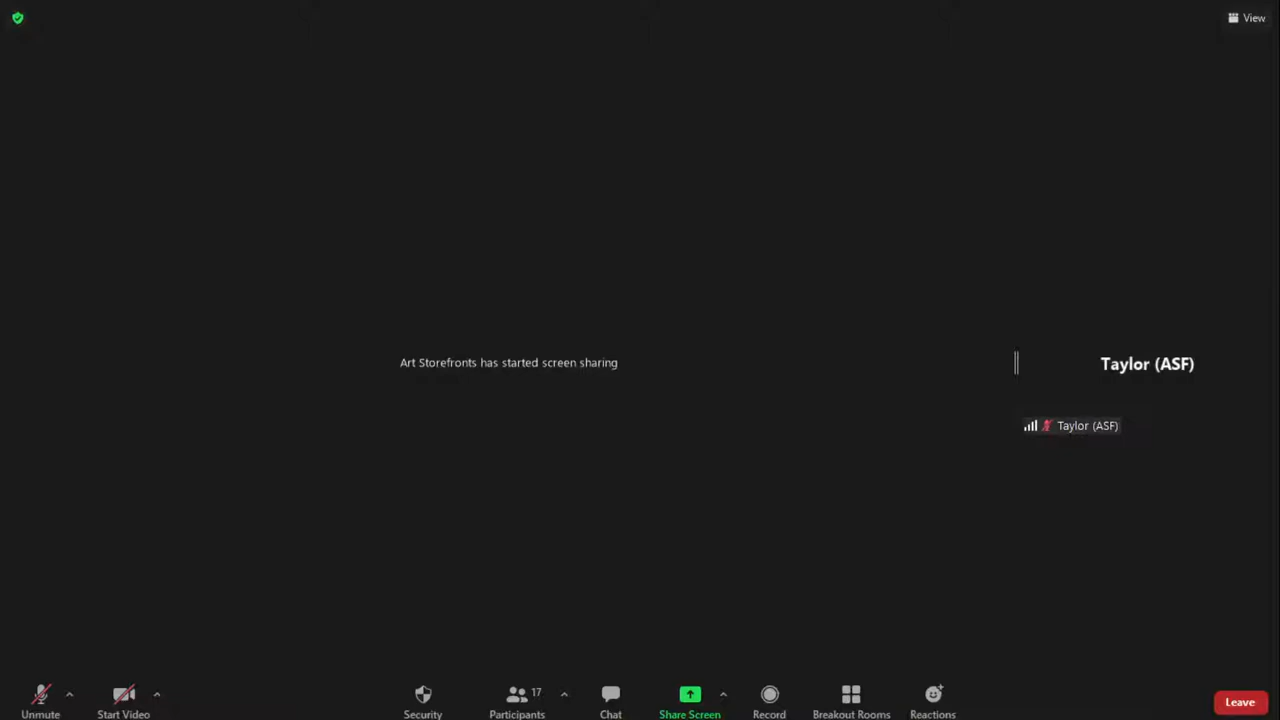 View
Art Storefronts has started screen sharing
Taylor (ASF)
Taylor (ASF)
17
Unmute
Start Video
Security
Participants
Chat
Share Screen
Record
Breakout Rooms
Reactions
Leave